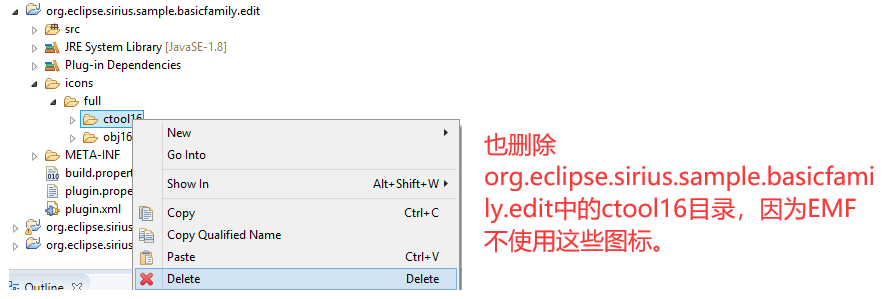 org.eclipse.sirius.sample.basicfamily.edit
src
JRE System Library [JavaSE-1.8]
Plug-in Dependencies
icons
full
ctool16
obj16
META-INF
build.propert
plugin.prope
plugin.xml
org.eclipse.sirius
org.eclipse.sirius
Outline
New
Go Into
Show In Alt+Shift+W
Copy Ctrl+C
Copy Qualified Name
Paste Ctrl+V
Delete Delete
也删除
org.eclipse.sirius.sample.basicfami
ly.edit中的ctool16目录，因为EMF
不使用这些图标。